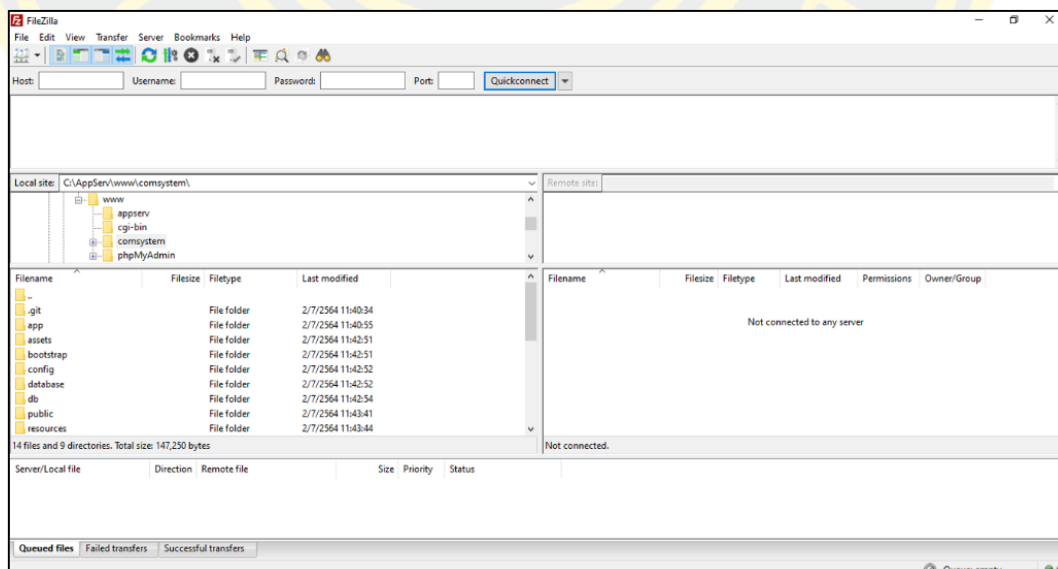 FileZilla
File Edit View Transfer Server Bookmarks Help
Host: Username: Password: Port: Quickconnect
Local site: C:\AppServ\www\comsystem\
Remote site:
www
appserv
cgi-bin
comsystem
phpMyAdmin
Filename Filesize Filetype Last modified
..
.git File folder 2/7/2564 11:40:34
app File folder 2/7/2564 11:40:55
assets File folder 2/7/2564 11:42:51
bootstrap File folder 2/7/2564 11:42:51
config File folder 2/7/2564 11:42:52
database File folder 2/7/2564 11:42:52
db File folder 2/7/2564 11:42:54
public File folder 2/7/2564 11:43:41
resources File folder 2/7/2564 11:43:44
14 files and 9 directories. Total size: 147,250 bytes
Filename Filesize Filetype Last modified Permissions Owner/Group
Not connected to any server
Not connected.
Server/Local file Direction Remote file Size Priority Status
Queued files Failed transfers Successful transfers
Queue: empty